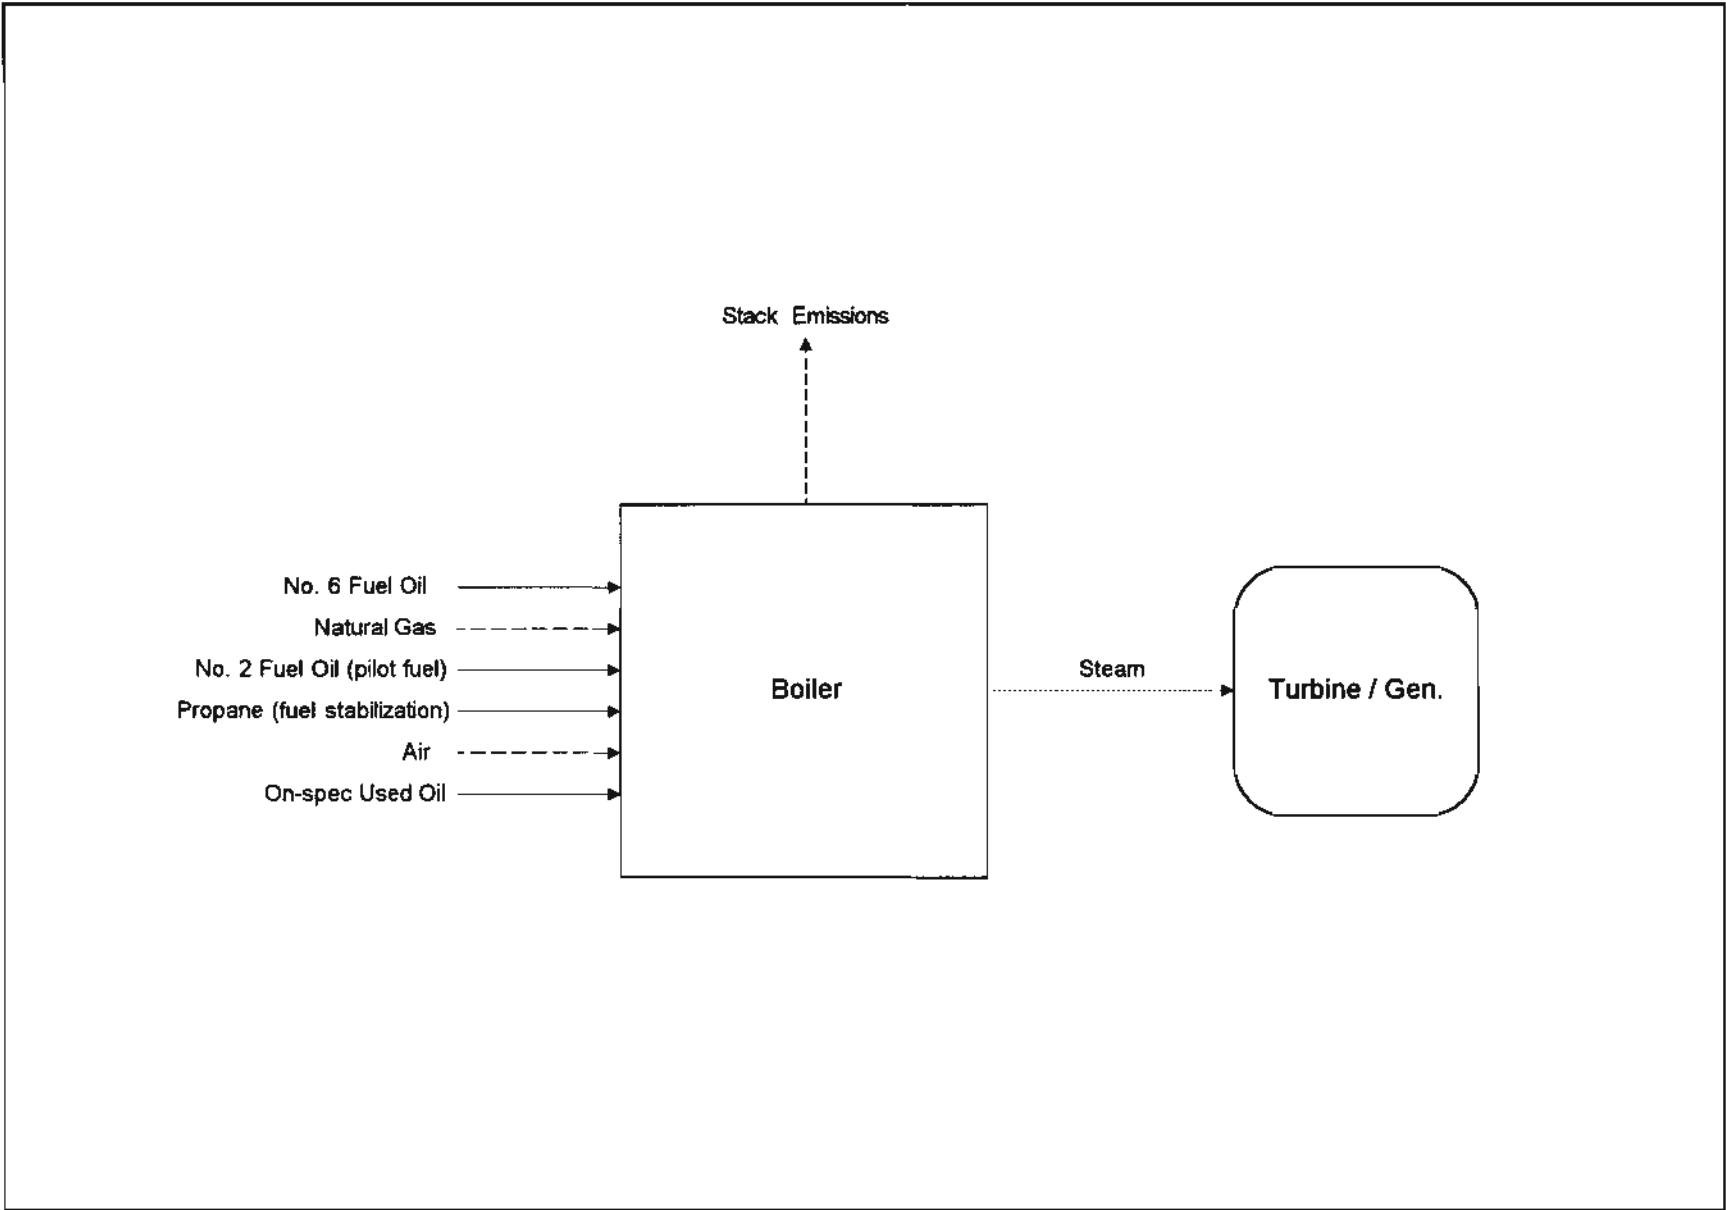 Stack Emissions
No. 6 Fuel Oil
Natural Gas
No. 2 Fuel Oil (pilot fuel)
Propane (fuel stabilization)
Air
On-spec Used Oil
Boiler
Steam
Turbine / Gen.